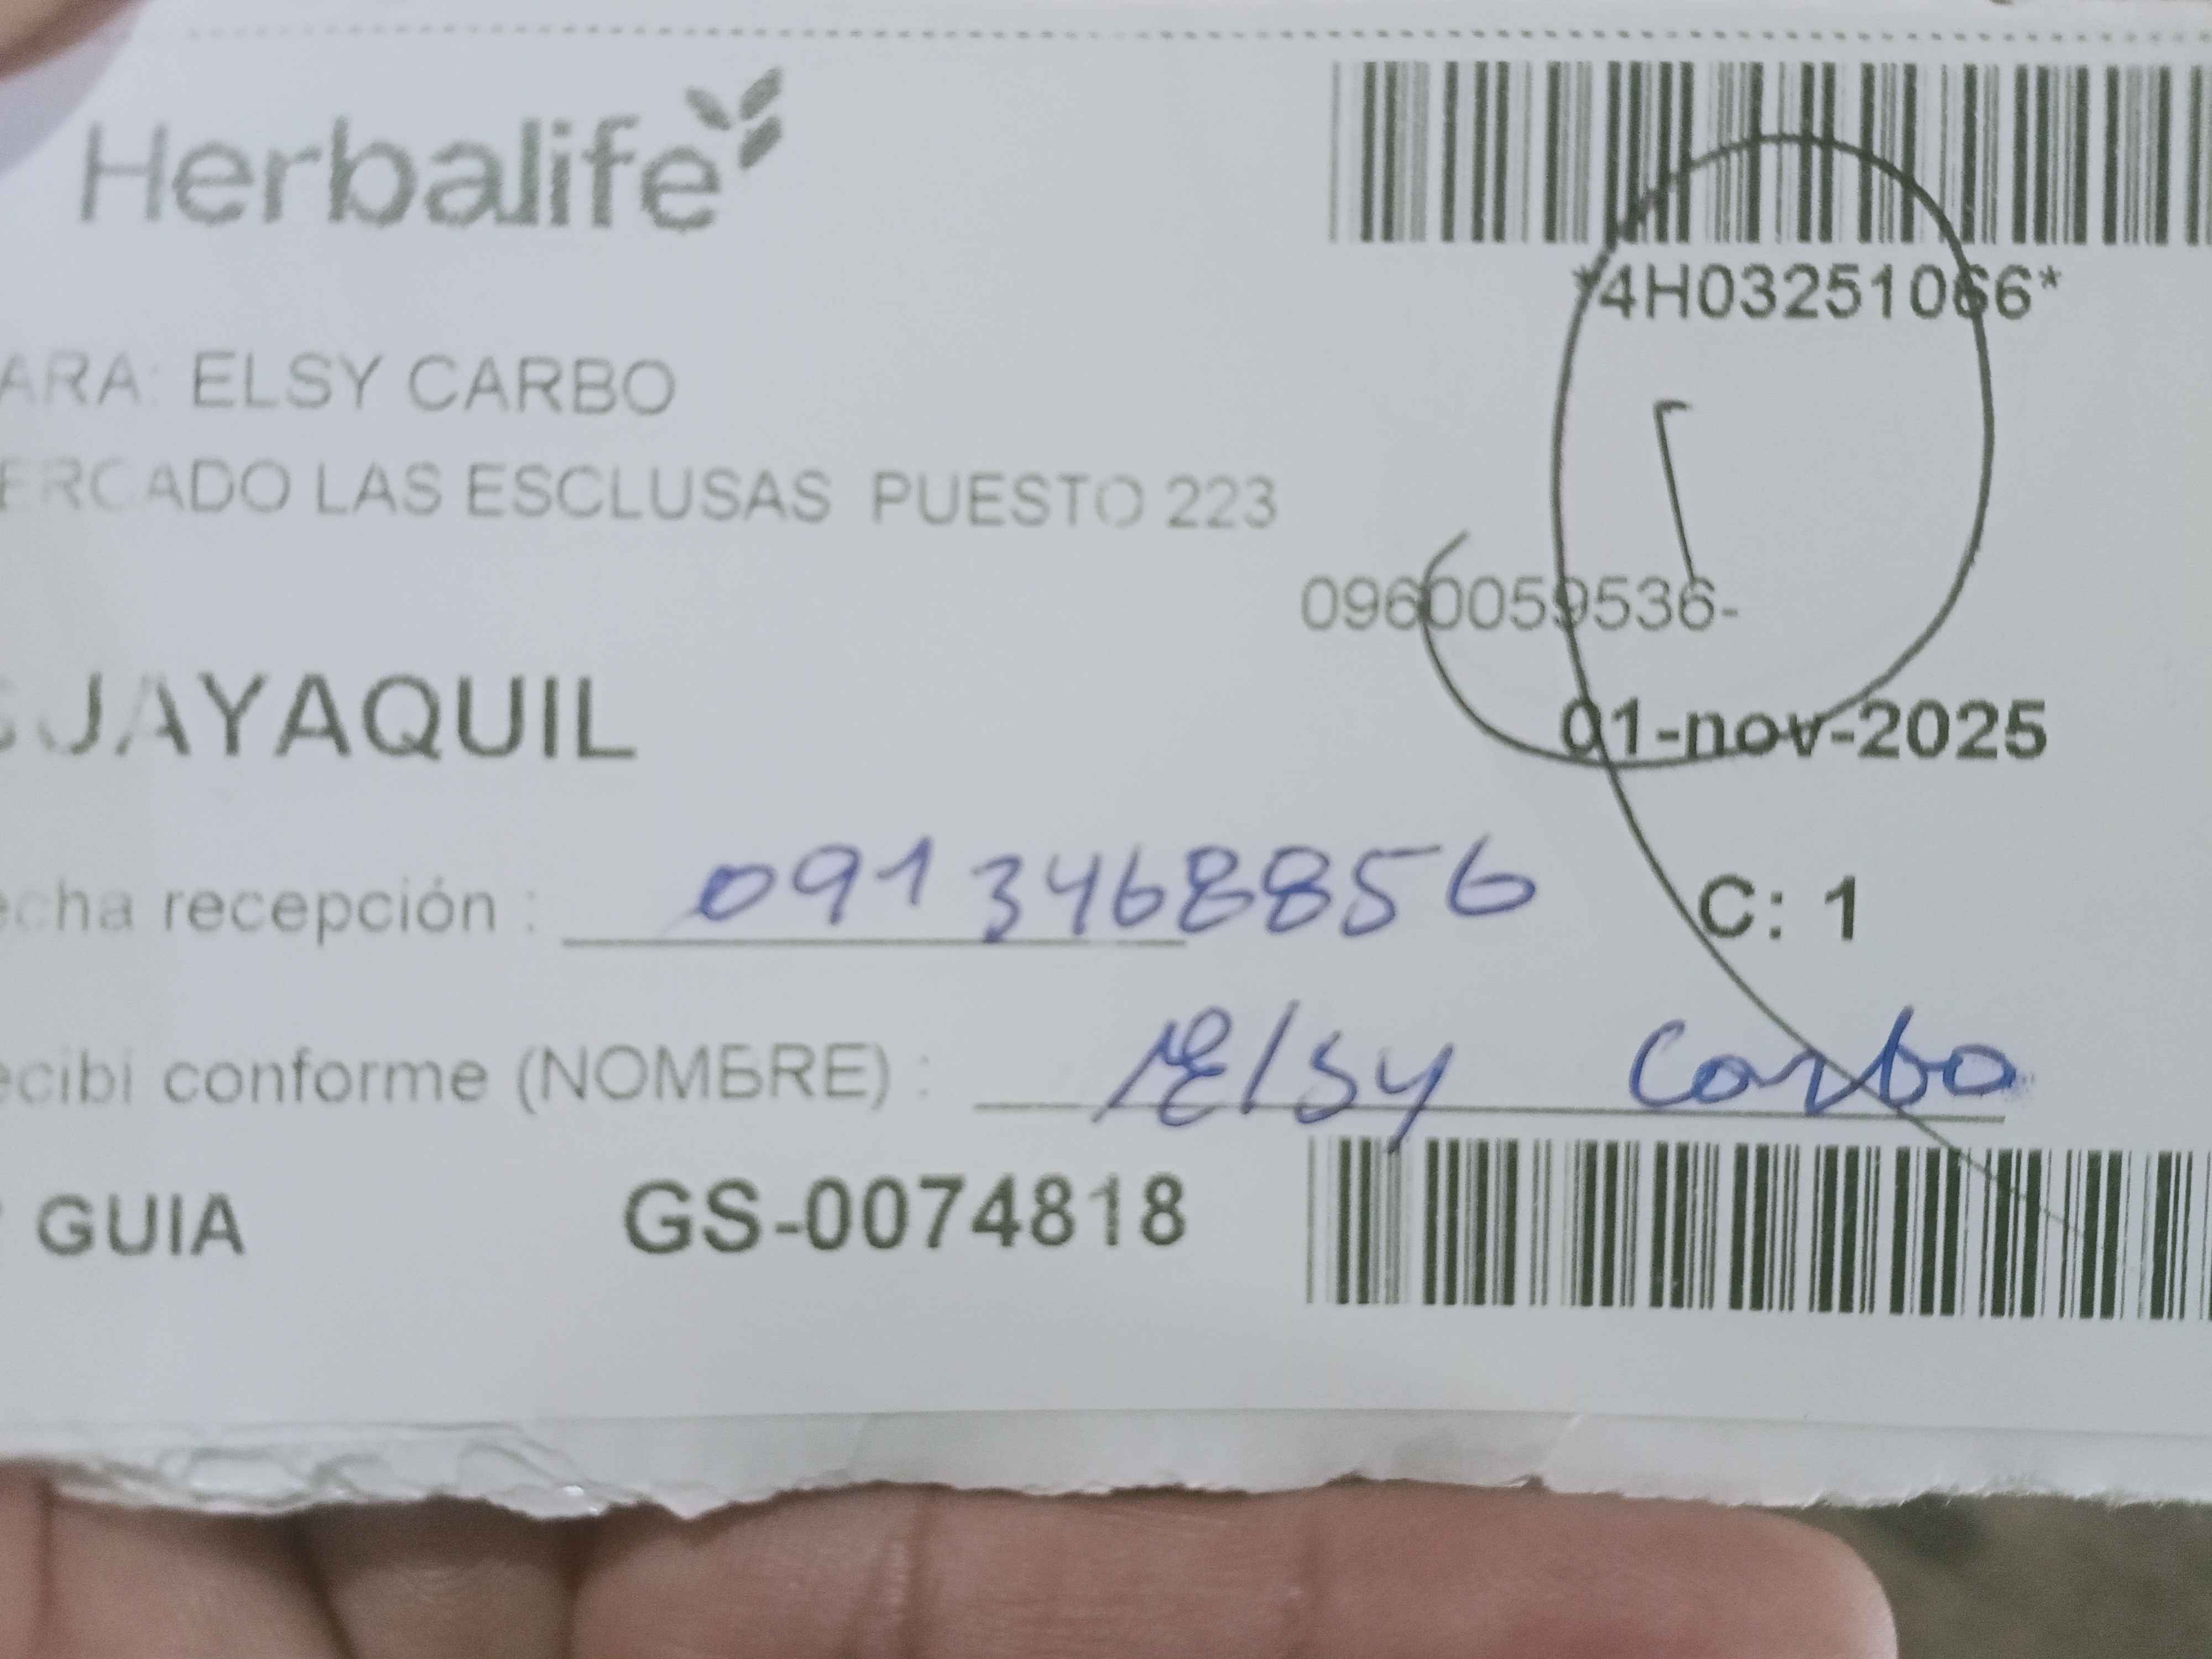 Herbalife
*4H03251066*
ARA: ELSY CARBO
ERCADO LAS ESCLUSAS PUESTO 223
0960059536-
GUAYAQUIL
01-nov-2025
echa recepción : 0913468856
C: 1
ecibi conforme (NOMBRE) : Elsy Carbo
GUIA GS-0074818